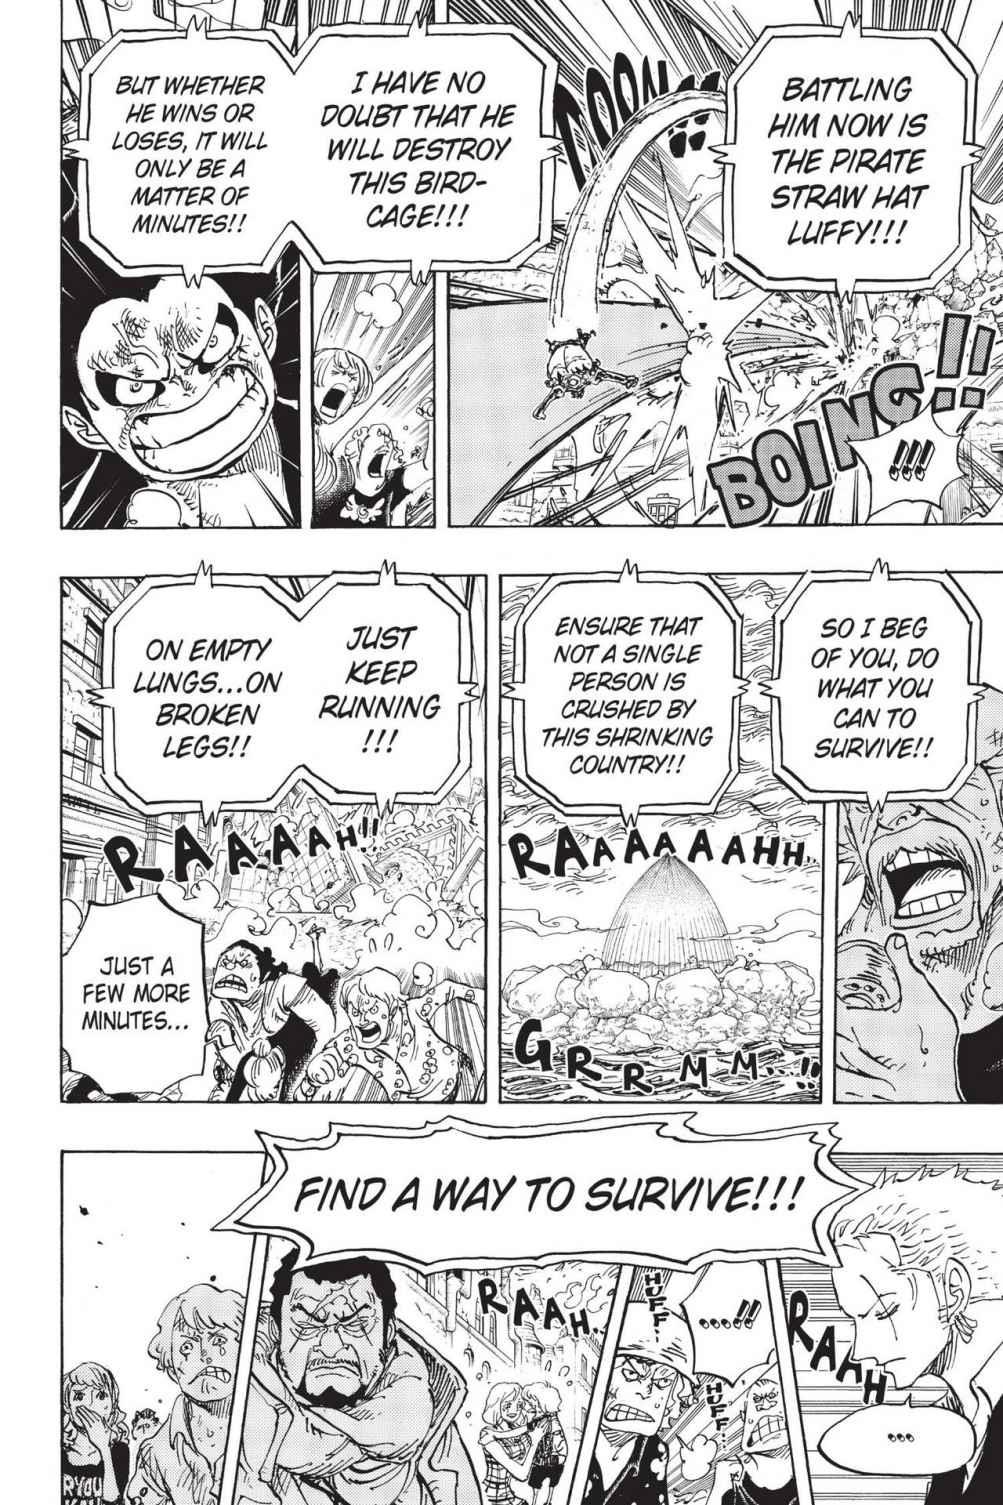 BATTLING
HIM NOW IS
THE PIRATE
STRAW HAT
LUFFY!!!
DOON!!
BOING!!
!!!
I HAVE NO
DOUBT THAT HE
WILL DESTROY
THIS BIRD-
CAGE!!!
BUT WHETHER
HE WINS OR
LOSES, IT WILL
ONLY BE A
MATTER OF
MINUTES!!
SO I BEG
OF YOU, DO
WHAT YOU
CAN TO
SURVIVE!!
ENSURE THAT
NOT A SINGLE
PERSON IS
CRUSHED BY
THIS SHRINKING
COUNTRY!!
RAAAAAAHH..
GRRMM...!!
JUST
KEEP
RUNNING
!!!
ON EMPTY
LUNGS...ON
BROKEN
LEGS!!
RAAAAAH!!
JUST A
FEW MORE
MINUTES...
FIND A WAY TO SURVIVE!!!
RAHH
...
....!!
HUFF..
HUFF..
RAAH..
RYOU